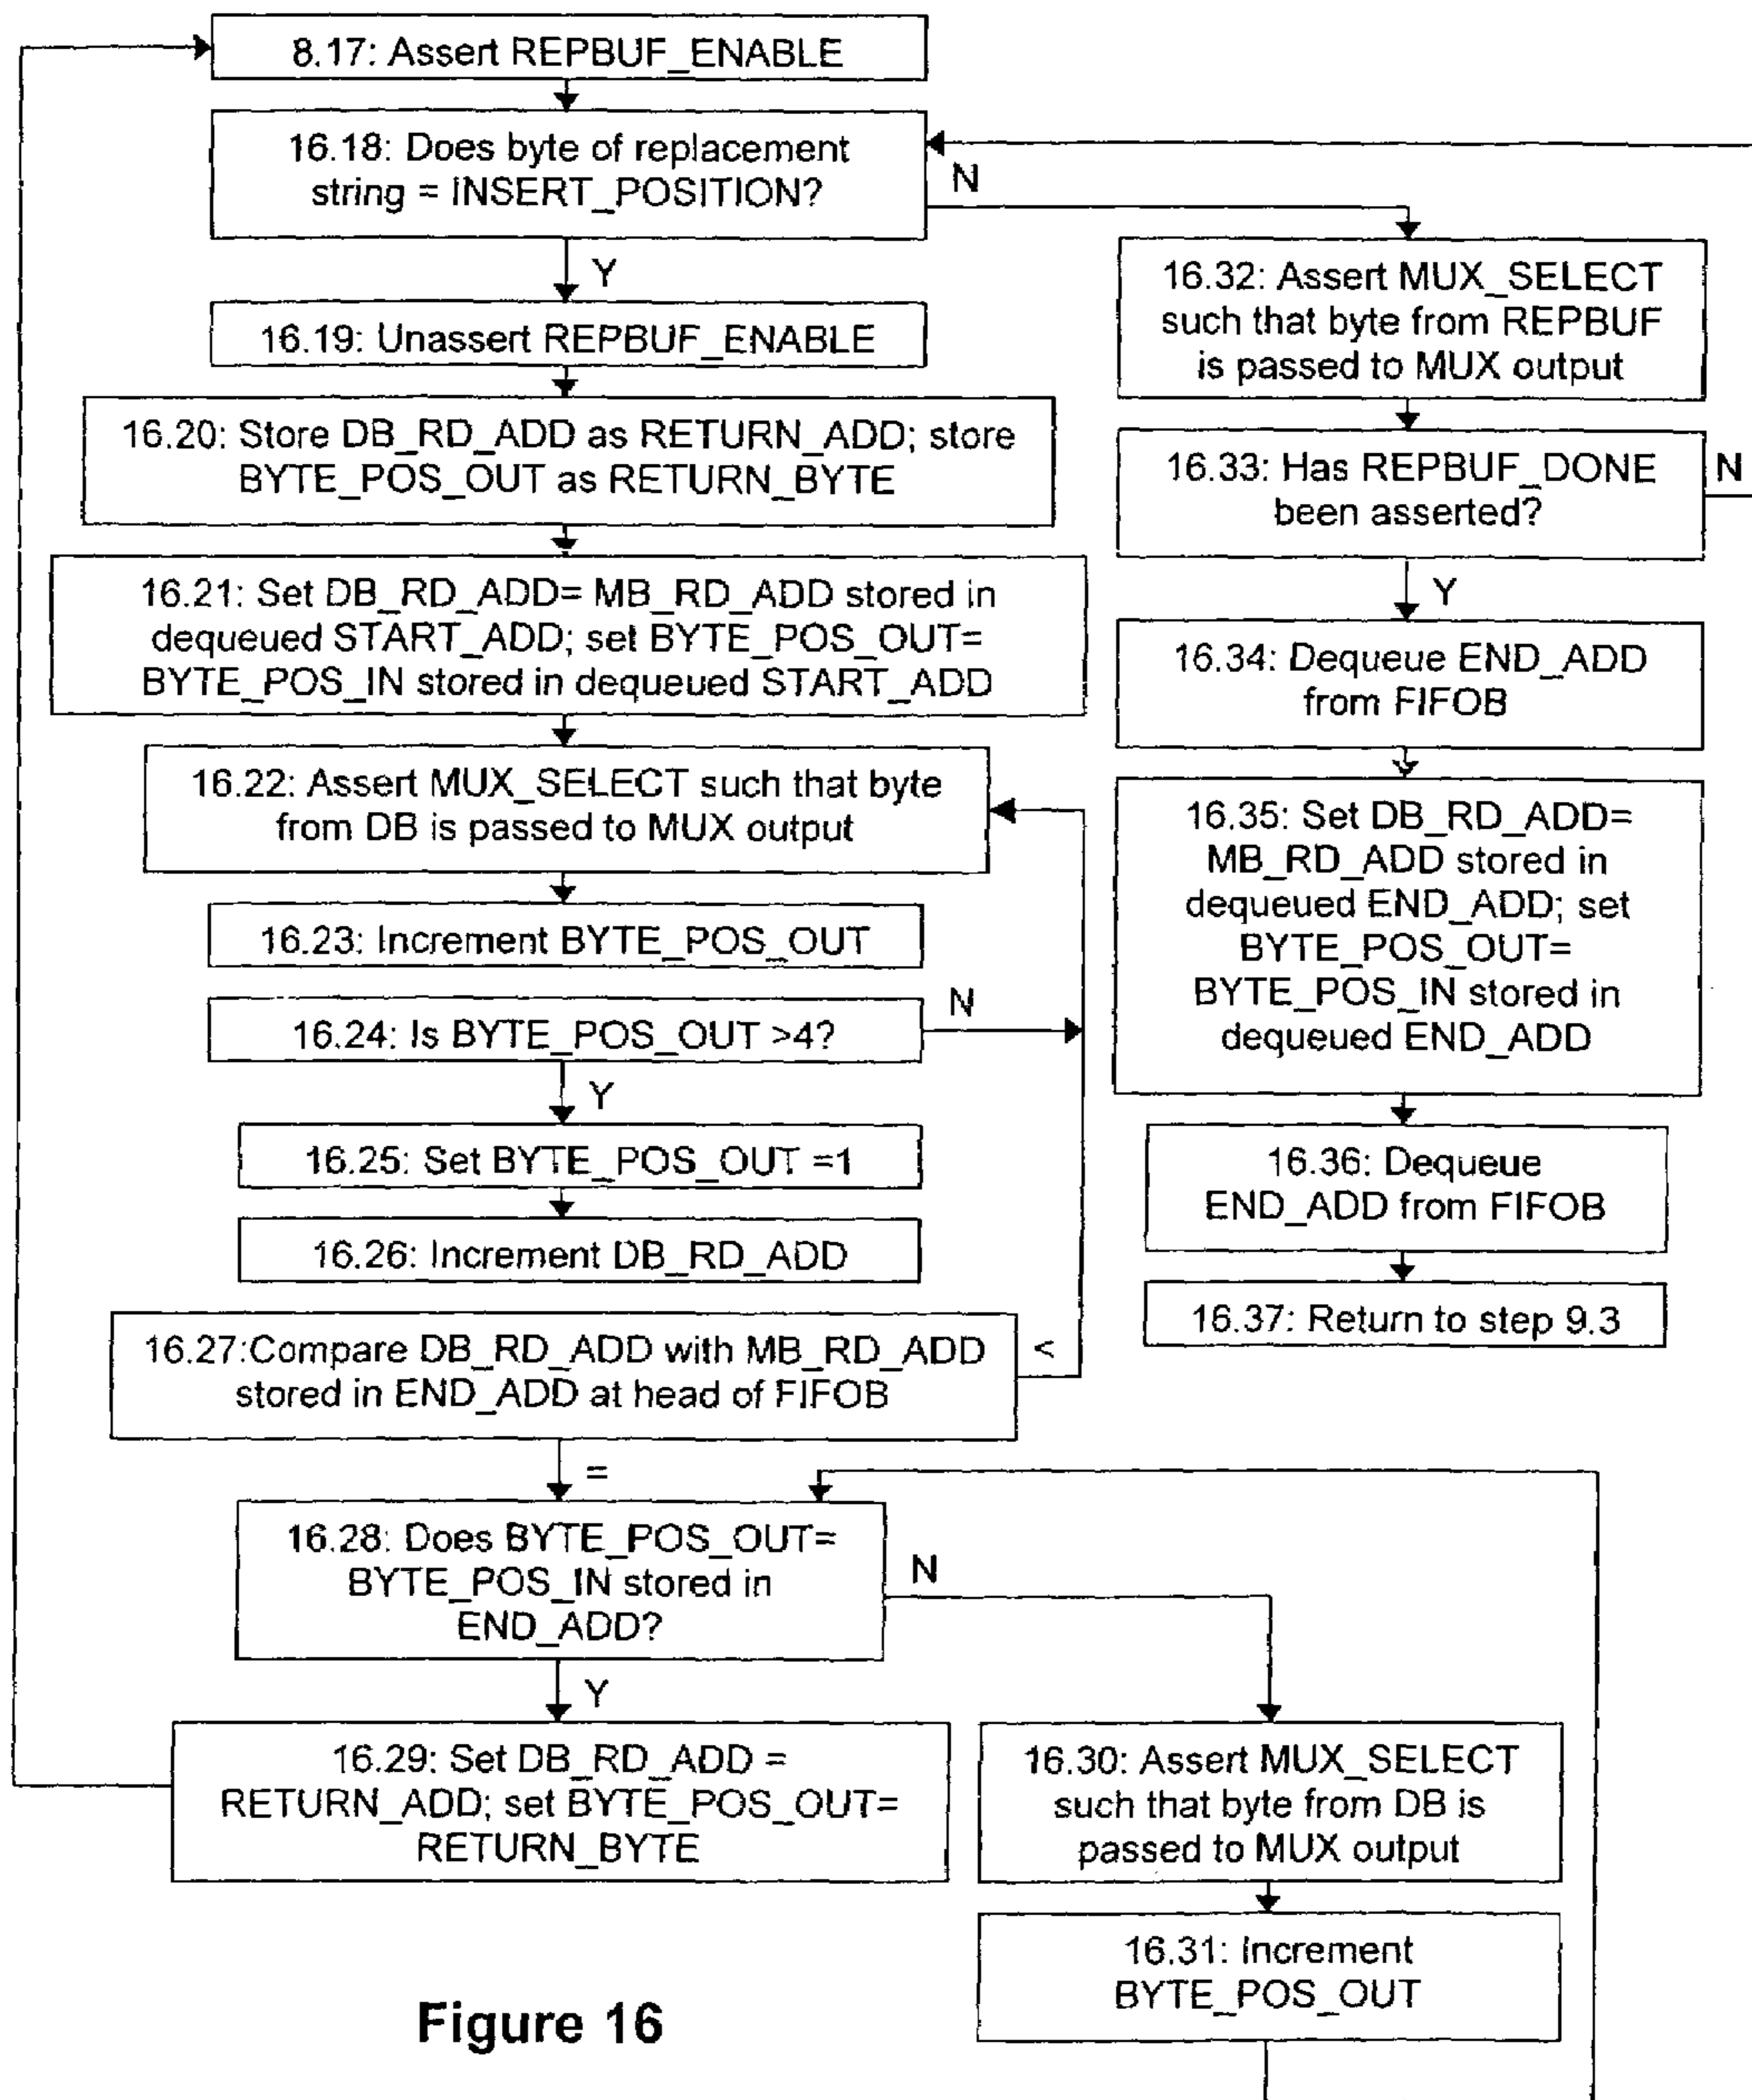 8.17: Assert REPBUF_ENABLE
16.18: Does byte of replacement
string = INSERT_POSITION?
N
Y
16.19: Unassert REPBUF_ENABLE
16.20: Store DB_RD_ADD as RETURN_ADD; store
BYTE_POS_OUT as RETURN_BYTE
16.21: Set DB_RD_ADD= MB_RD_ADD stored in
dequeued START_ADD; set BYTE_POS_OUT=
BYTE_POS_IN stored in dequeued START_ADD
16.22: Assert MUX_SELECT such that byte
from DB is passed to MUX output
16.23: Increment BYTE_POS_OUT
16.24: Is BYTE_POS_OUT >4?
N
Y
16.25: Set BYTE_POS_OUT =1
16.26: Increment DB_RD_ADD
16.27:Compare DB_RD_ADD with MB_RD_ADD
stored in END_ADD at head of FIFOB
<
=
16.28: Does BYTE_POS_OUT=
BYTE_POS_IN stored in
END_ADD?
N
Y
16.29: Set DB_RD_ADD =
RETURN_ADD; set BYTE_POS_OUT=
RETURN_BYTE
16.30: Assert MUX_SELECT
such that byte from DB is
passed to MUX output
16.31: Increment
BYTE_POS_OUT
16.32: Assert MUX_SELECT
such that byte from REPBUF
is passed to MUX output
16.33: Has REPBUF_DONE
been asserted?
N
Y
16.34: Dequeue END_ADD
from FIFOB
16.35: Set DB_RD_ADD=
MB_RD_ADD stored in
dequeued END_ADD; set
BYTE_POS_OUT=
BYTE_POS_IN stored in
dequeued END_ADD
16.36: Dequeue
END_ADD from FIFOB
16.37: Return to step 9.3
Figure 16